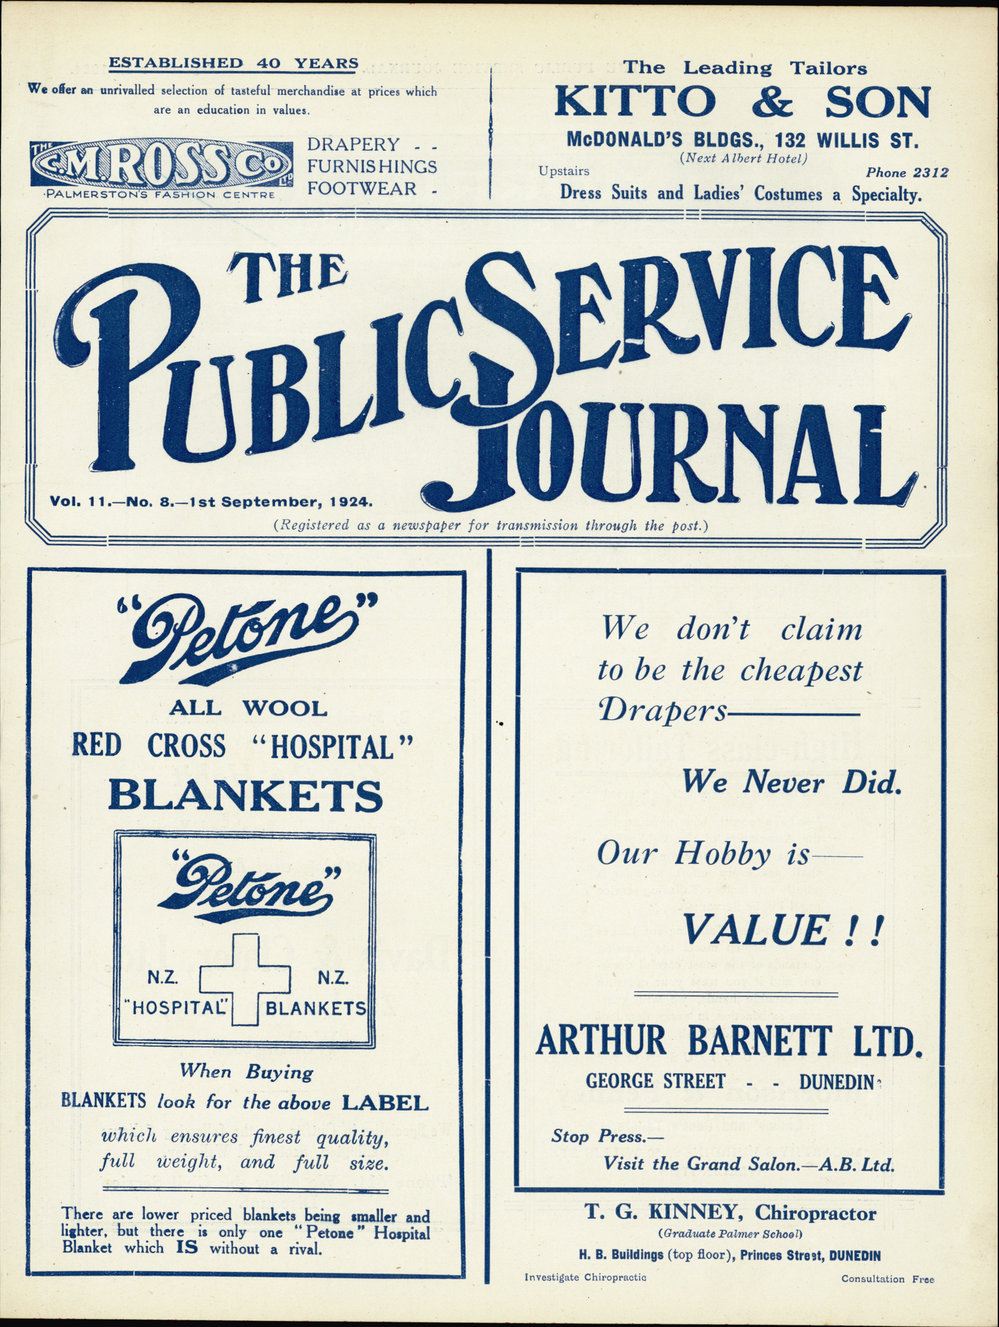 ESTABLISHED 40 YEARS
We offer an unrivalled selection of tasteful merchandise at prices which
are an education in values.
THE C.M. ROSS CO LTD
PALMERSTON'S FASHION CENTRE
DRAPERY - -
FURNISHINGS
FOOTWEAR -
The Leading Tailors
KITTO & SON
McDONALD'S BLDGS., 132 WILLIS ST.
(Next Albert Hotel)
Upstairs Phone 2312
Dress Suits and Ladies' Costumes a Specialty.
THE
PUBLIC SERVICE
JOURNAL
Vol. 11.—No. 8.—1st September, 1924.
(Registered as a newspaper for transmission through the post.)
"Petone"
ALL WOOL
RED CROSS "HOSPITAL"
BLANKETS
"Petone"
N.Z. N.Z.
"HOSPITAL" BLANKETS
When Buying
BLANKETS look for the above LABEL
which ensures finest quality,
full weight, and full size.
There are lower priced blankets being smaller and
lighter, but there is only one "Petone" Hospital
Blanket which IS without a rival.
We don't claim
to be the cheapest
Drapers—
We Never Did.
Our Hobby is—
VALUE ! !
ARTHUR BARNETT LTD.
GEORGE STREET - - DUNEDIN
Stop Press.—
Visit the Grand Salon.—A.B. Ltd.
T. G. KINNEY, Chiropractor
(Graduate Palmer School)
H. B. Buildings (top floor), Princes Street, DUNEDIN
Investigate Chiropractic Consultation Free